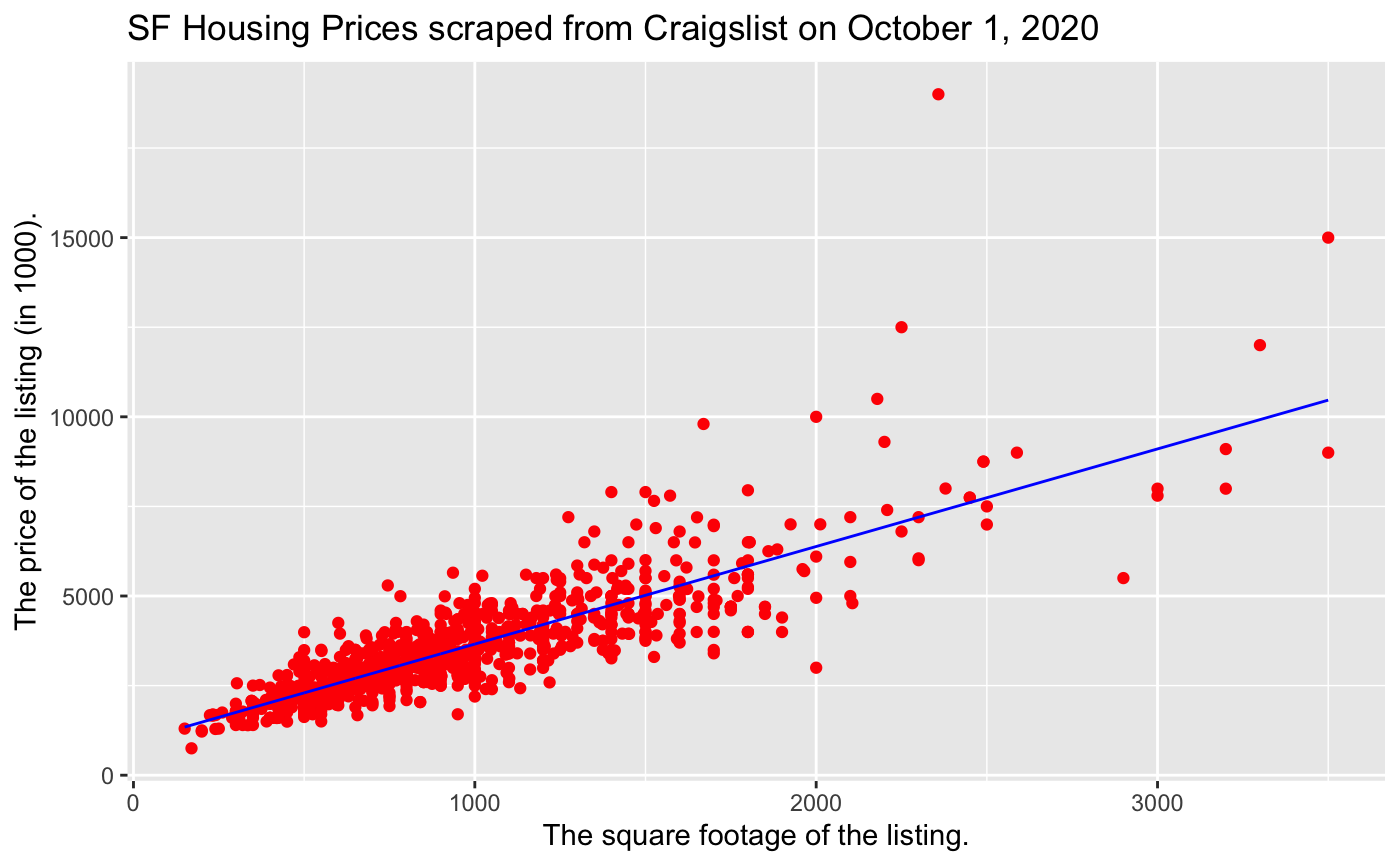 SF Housing Prices scraped from Craigslist on October 1, 2020
The price of the listing (in 1000).
15000
10000
5000
0
0 1000 2000 3000
The square footage of the listing.